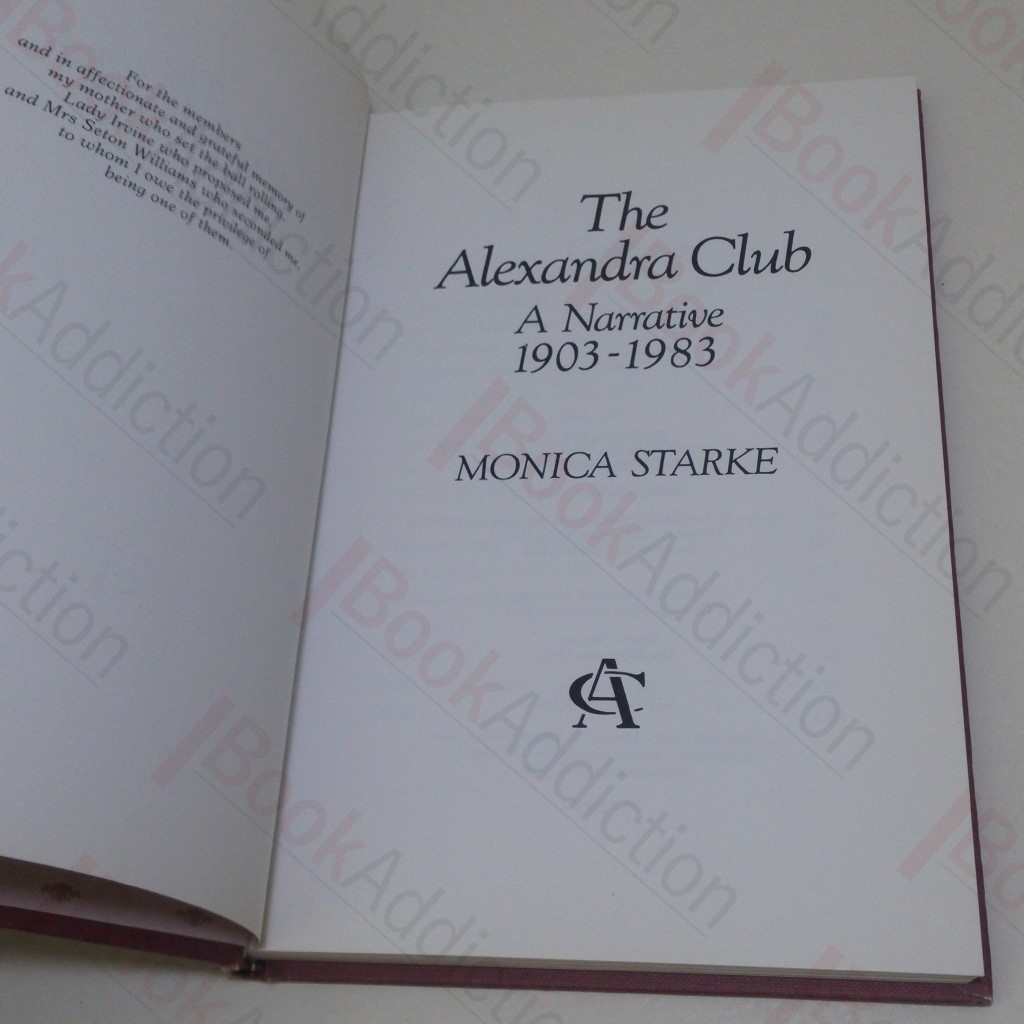 For the members
and in affectionate and grateful memory of
my mother who set the ball rolling,
Lady Irvine who proposed me,
and Mrs Seton Williams who seconded me,
to whom I owe the privilege of
being one of them.
The
Alexandra Club
A Narrative
1903-1983
MONICA STARKE
AC
BookAddiction